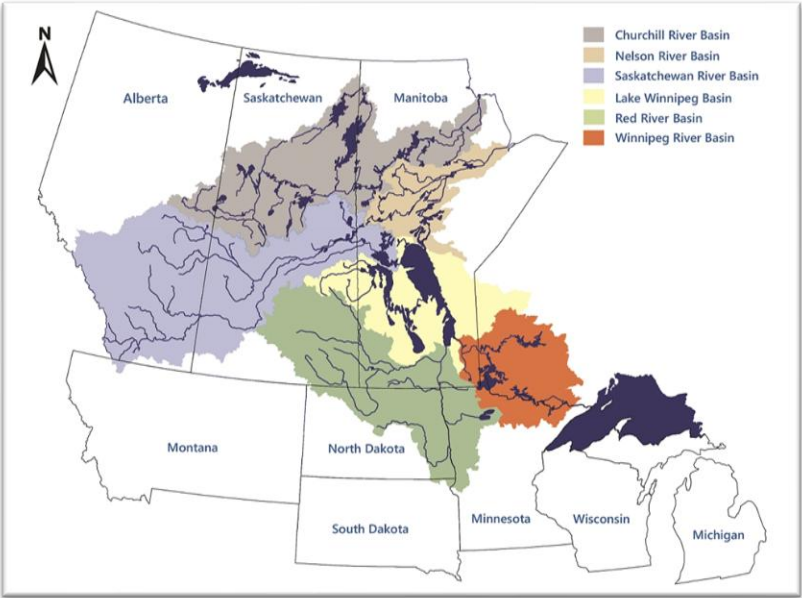 N
Churchill River Basin
Nelson River Basin
Saskatchewan River Basin
Lake Winnipeg Basin
Red River Basin
Winnipeg River Basin
Alberta
Saskatchewan
Manitoba
Montana
North Dakota
South Dakota
Minnesota
Wisconsin
Michigan